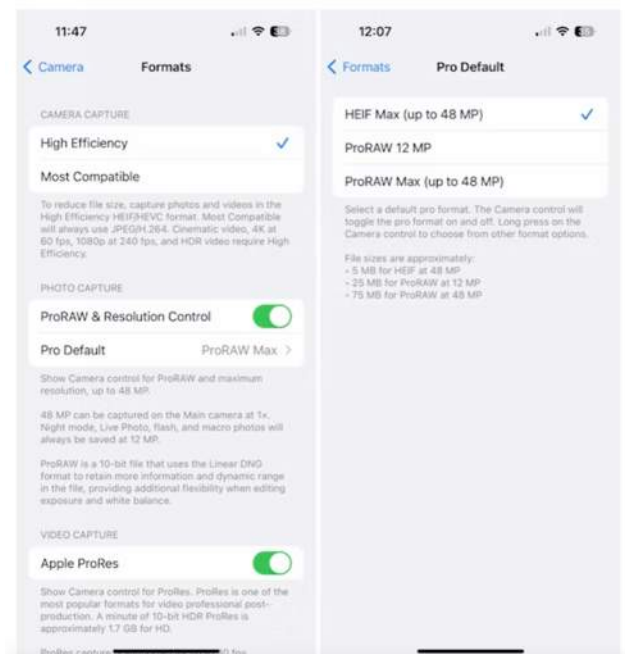 11:47
Camera
Formats
CAMERA CAPTURE
High Efficiency
Most Compatible
To reduce file size, capture photos and videos in the
High Efficiency HEIF/HEVC format. Most Compatible
will always use JPEG/H.264. Cinematic video, 4K at
60 fps, 1080p at 240 fps, and HDR video require High
Efficiency.
PHOTO CAPTURE
ProRAW & Resolution Control
Pro Default ProRAW Max
Show Camera control for ProRAW and maximum
resolution, up to 48 MP.
48 MP can be captured on the Main camera at 1x.
Night mode, Live Photo, flash, and macro photos will
always be saved at 12 MP.
ProRAW is a 10-bit file that uses the Linear DNG
format to retain more information and dynamic range
in the file, providing additional flexibility when editing
exposure and white balance.
VIDEO CAPTURE
Apple ProRes
Show Camera control for ProRes. ProRes is one of the
most popular formats for video professional post-
production. A minute of 10-bit HDR ProRes is
approximately 1.7 GB for HD.
ProRes capture
12:07
Formats
Pro Default
HEIF Max (up to 48 MP)
ProRAW 12 MP
ProRAW Max (up to 48 MP)
Select a default pro format. The Camera control will
toggle the pro format on and off. Long press on the
Camera control to choose from other format options.
File sizes are approximately:
- 5 MB for HEIF at 48 MP
- 25 MB for ProRAW at 12 MP
- 75 MB for ProRAW at 48 MP